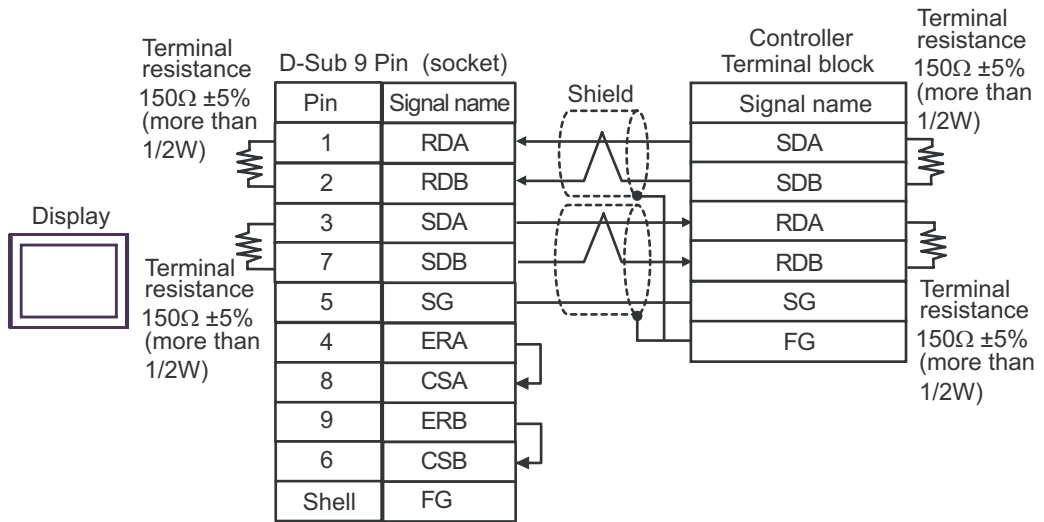 Display
Terminal
resistance
150Ω ±5%
(more than
1/2W)
Terminal
resistance
150Ω ±5%
(more than
1/2W)
D-Sub 9 Pin (socket)
Pin Signal name
1 RDA
2 RDB
3 SDA
7 SDB
5 SG
4 ERA
8 CSA
9 ERB
6 CSB
Shell FG
Shield
Controller
Terminal block
Signal name
SDA
SDB
RDA
RDB
SG
FG
Terminal
resistance
150Ω ±5%
(more than
1/2W)
Terminal
resistance
150Ω ±5%
(more than
1/2W)